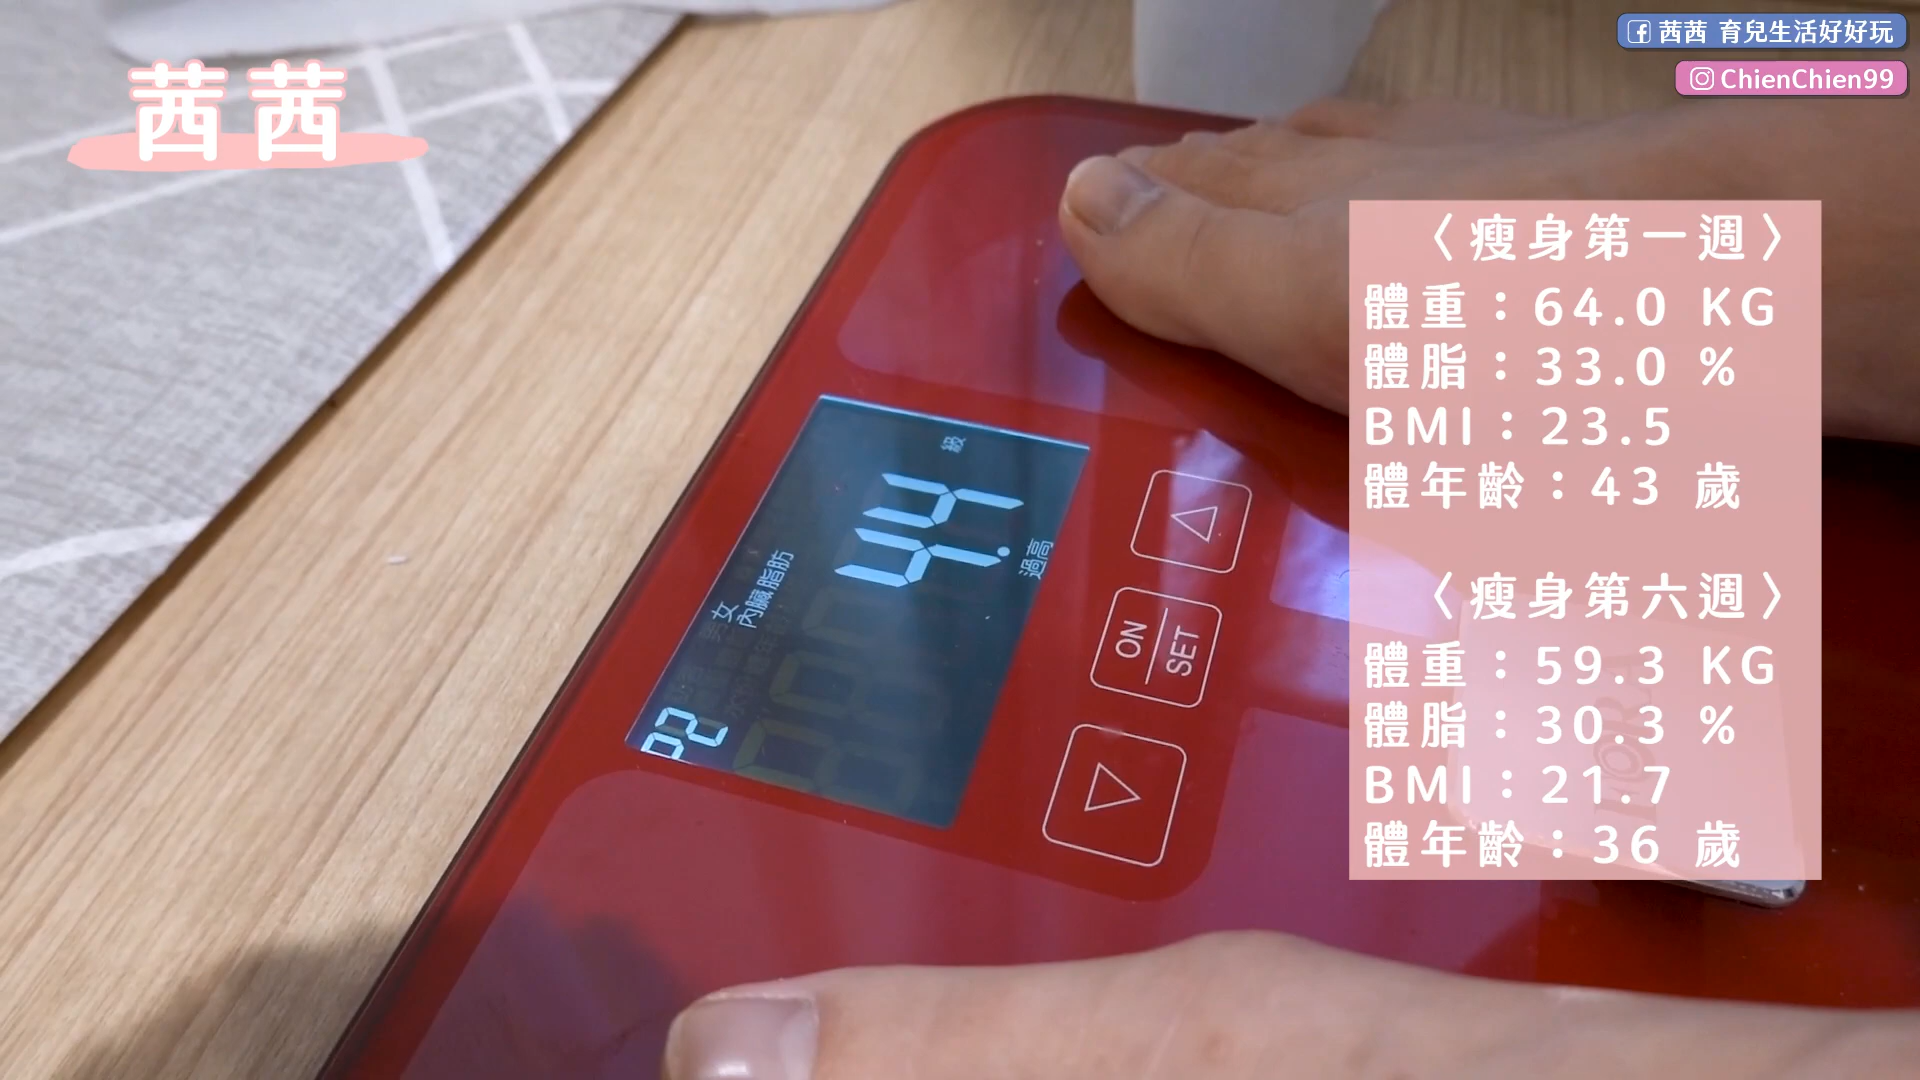 茜茜 育兒生活好好玩
ChienChien99
茜茜
〈瘦身第一週〉
體重：64.0 KG
體脂：33.0 %
BMI：23.5
體年齡：43 歲
〈瘦身第六週〉
體重：59.3 KG
體脂：30.3 %
BMI：21.7
體年齡：36 歲
級
4.4
過高
女
內臟脂肪
P2
ON
SET